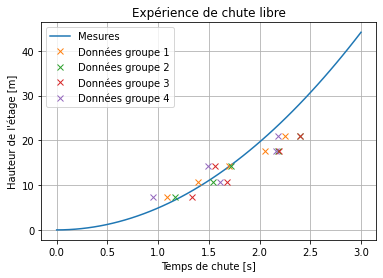 Expérience de chute libre
Mesures
Données groupe 1
Données groupe 2
Données groupe 3
Données groupe 4
Hauteur de l'étage [m]
40
30
20
10
0
0.0 0.5 1.0 1.5 2.0 2.5 3.0
Temps de chute [s]